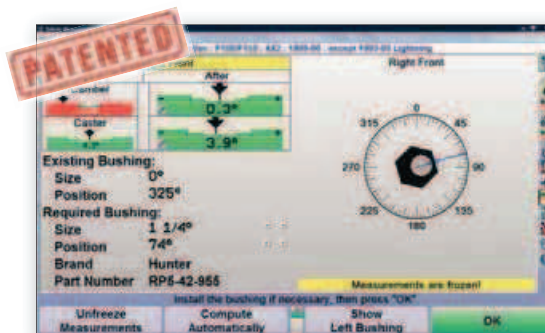 PATENTED
Right Front
After
Camber
0.3°
Caster
3.9°
Existing Bushing:
Size 0°
Position 325°
Required Bushing:
Size 1 1/4°
Position 74°
Brand Hunter
Part Number RP5-42-955
0
45
90
135
180
225
270
315
Measurements are frozen!
Install the bushing if necessary, then press "OK"
Unfreeze Measurements
Compute Automatically
Show Left Bushing
OK